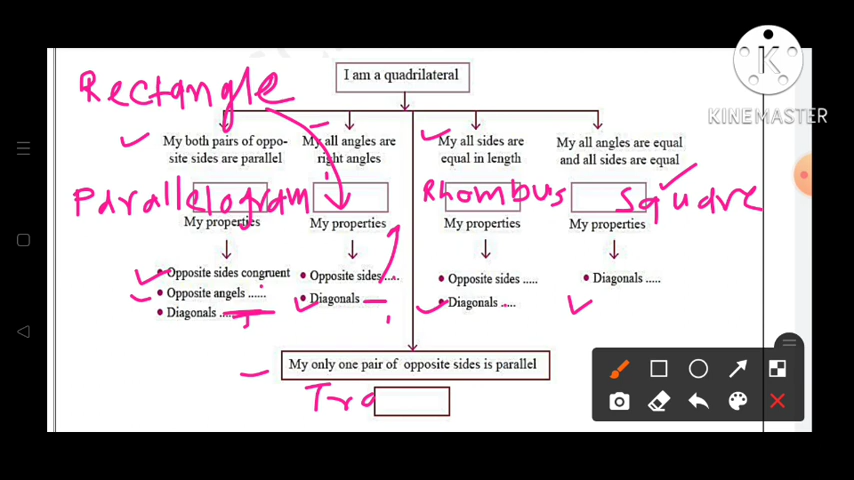 I am a quadrilateral
Rectangle
KINEMASTER
My both pairs of oppo-
site sides are parallel
My all angles are
right angles
My all sides are
equal in length
My all angles are equal
and all sides are equal
Parallelogram
Rhombus
Square
My properties
My properties
My properties
My properties
• Opposite sides congruent
• Opposite angels ......
• Diagonals ....
• Opposite sides ....
• Diagonals
• Opposite sides .....
• Diagonals .....
• Diagonals .....
My only one pair of opposite sides is parallel
Tra